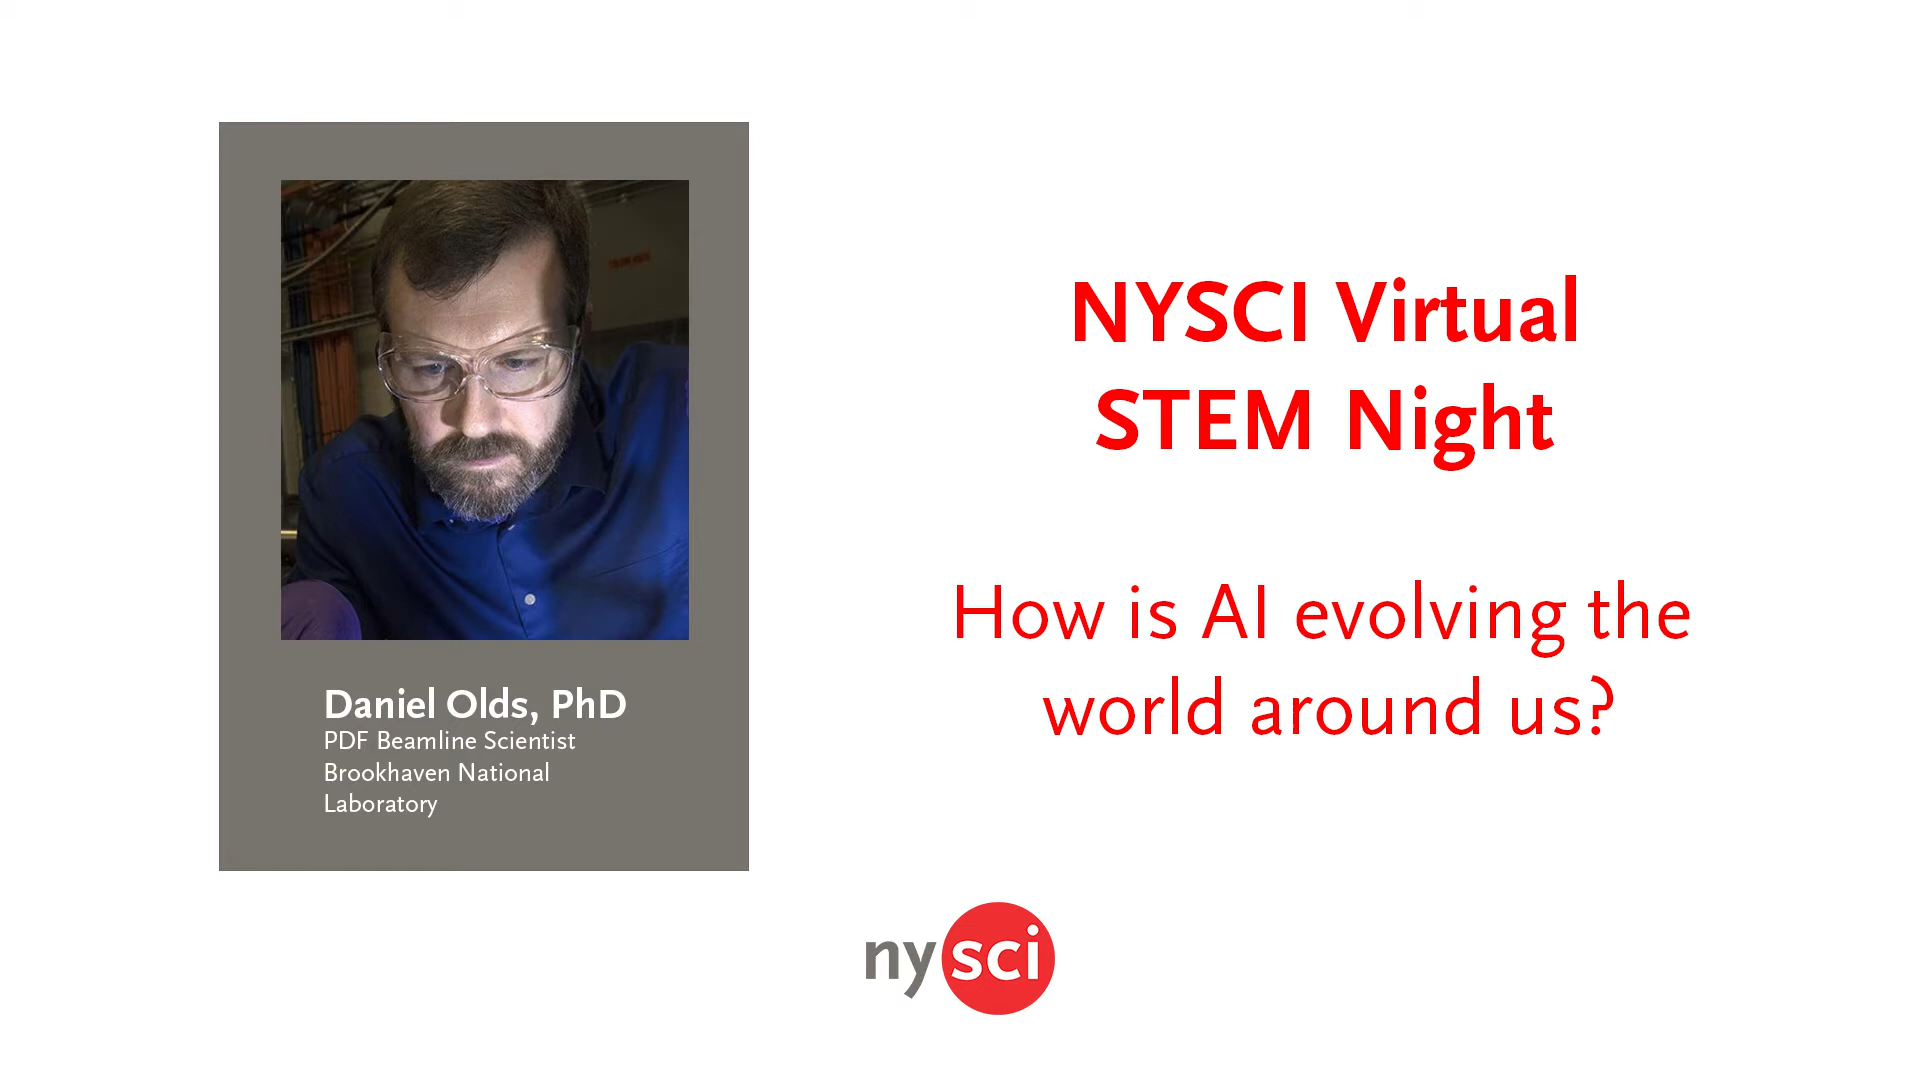 Daniel Olds, PhD
PDF Beamline Scientist
Brookhaven National
Laboratory
NYSCI Virtual
STEM Night
How is AI evolving the
world around us?
nysci